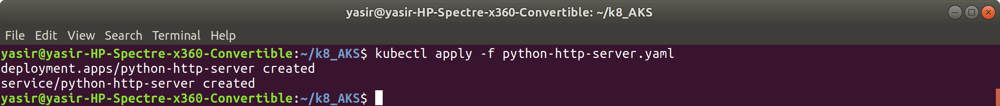 yasir@yasir-HP-Spectre-x360-Convertible: ~/k8_AKS
File Edit View Search Terminal Help
yasir@yasir-HP-Spectre-x360-Convertible:~/k8_AKS$ kubectl apply -f python-http-server.yaml
deployment.apps/python-http-server created
service/python-http-server created
yasir@yasir-HP-Spectre-x360-Convertible:~/k8_AKS$